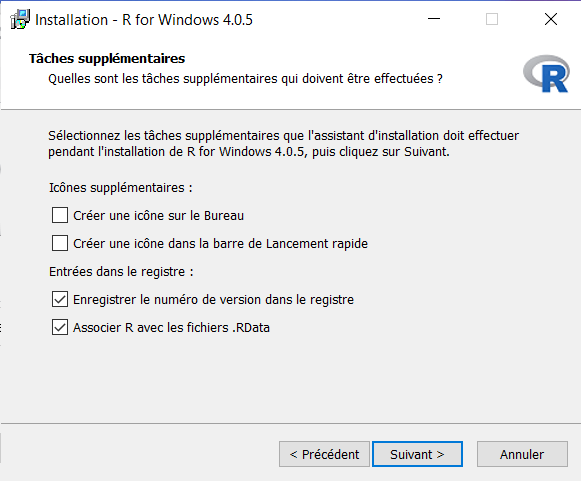 Installation - R for Windows 4.0.5
Tâches supplémentaires
Quelles sont les tâches supplémentaires qui doivent être effectuées ?
R
Sélectionnez les tâches supplémentaires que l'assistant d'installation doit effectuer
pendant l'installation de R for Windows 4.0.5, puis cliquez sur Suivant.
Icônes supplémentaires :
Créer une icône sur le Bureau
Créer une icône dans la barre de Lancement rapide
Entrées dans le registre :
Enregistrer le numéro de version dans le registre
Associer R avec les fichiers .RData
< Précédent
Suivant >
Annuler